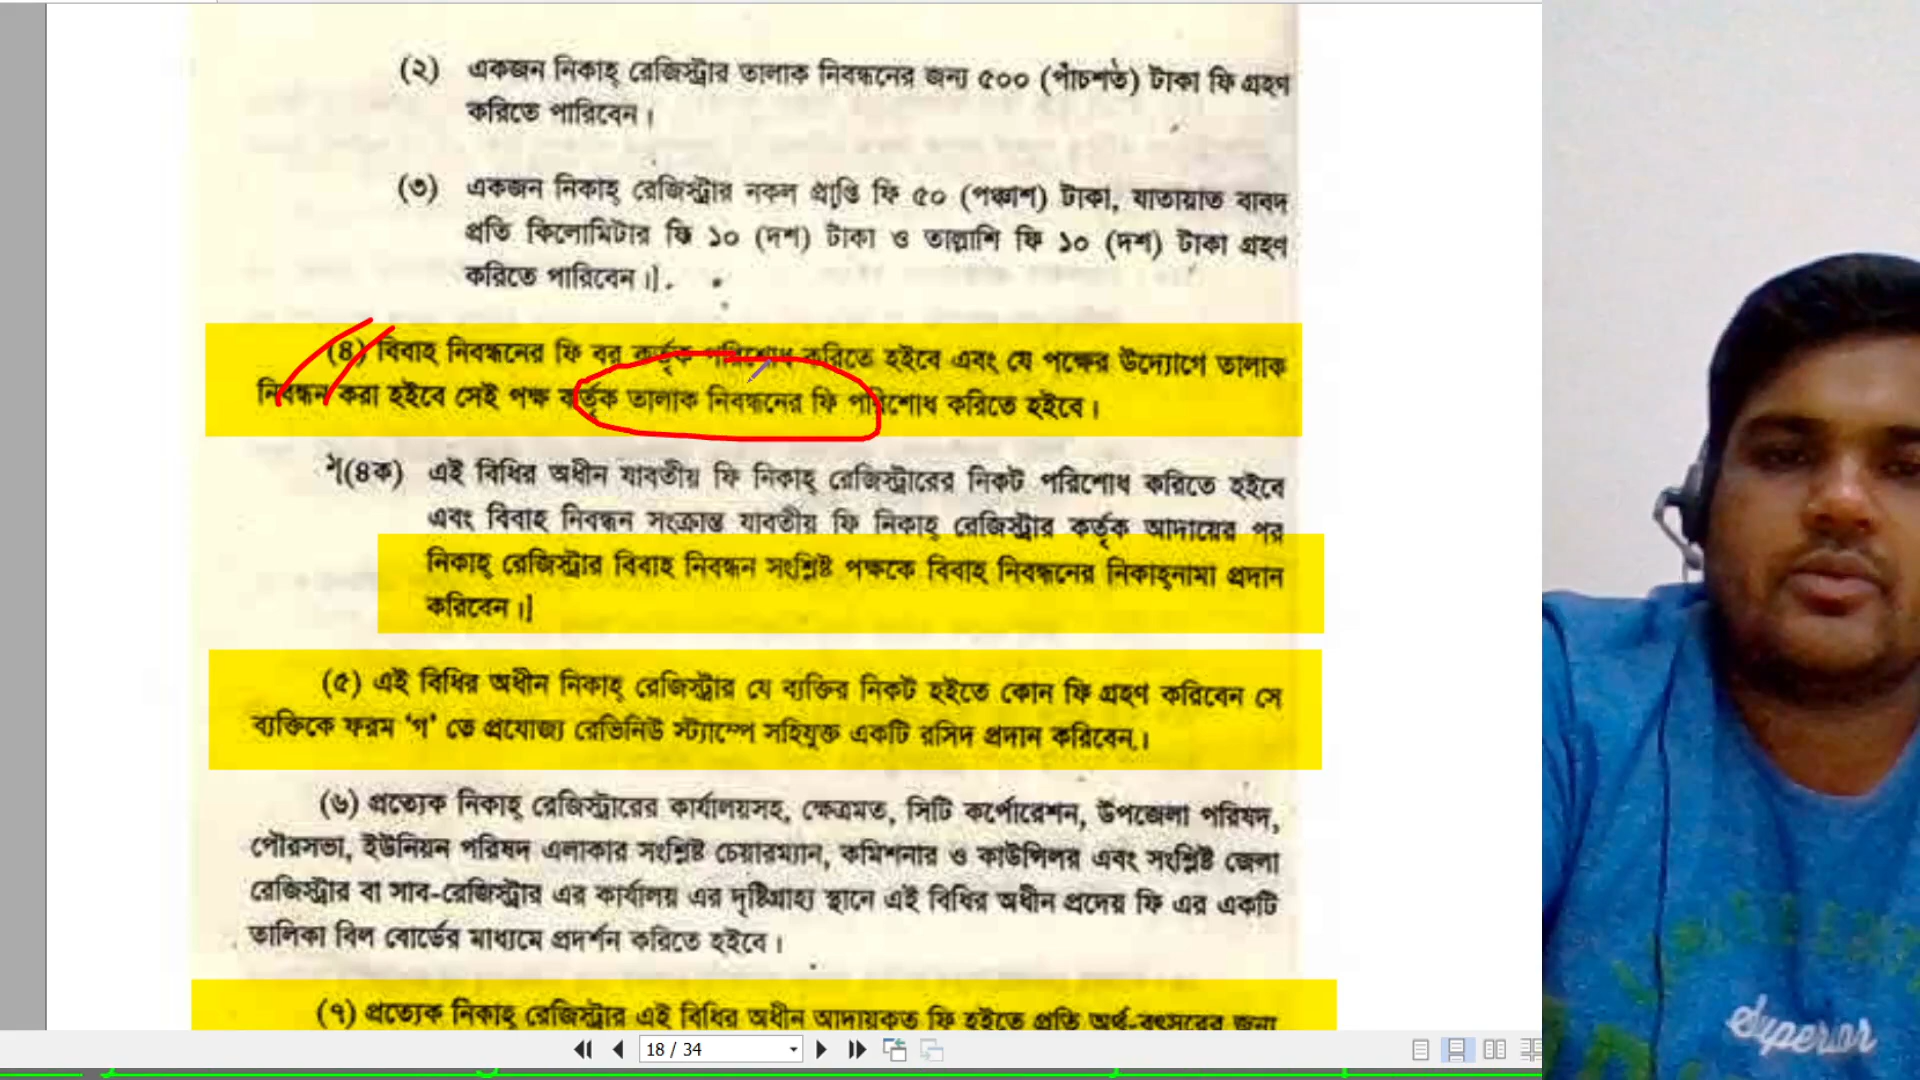 (২) একজন নিকাহ্ রেজিস্ট্রার তালাক নিবন্ধনের জন্য ৫০০ (পাঁচশত) টাকা ফি গ্রহণ
করিতে পারিবেন।
(৩) একজন নিকাহ্ রেজিস্ট্রার নকল প্রাপ্তি ফি ৫০ (পঞ্চাশ) টাকা, যাতায়াত বাবদ
প্রতি কিলোমিটার ফি ১০ (দশ) টাকা ও তাল্লাশি ফি ১০ (দশ) টাকা গ্রহণ
করিতে পারিবেন।].
(৪) বিবাহ নিবন্ধনের ফি বর কর্তৃক পরিশোধ করিতে হইবে এবং যে পক্ষের উদ্যোগে তালাক
নিবন্ধন করা হইবে সেই পক্ষ কর্তৃক তালাক নিবন্ধনের ফি পরিশোধ করিতে হইবে।
[(৪ক) এই বিধির অধীন যাবতীয় ফি নিকাহ্ রেজিস্ট্রারের নিকট পরিশোধ করিতে হইবে
এবং বিবাহ নিবন্ধন সংক্রান্ত যাবতীয় ফি নিকাহ্ রেজিস্ট্রার কর্তৃক আদায়ের পর
নিকাহ্ রেজিস্ট্রার বিবাহ নিবন্ধন সংশ্লিষ্ট পক্ষকে বিবাহ নিবন্ধনের নিকাহ্‌নামা প্রদান
করিবেন।]
(৫) এই বিধির অধীন নিকাহ্ রেজিস্ট্রার যে ব্যক্তির নিকট হইতে কোন ফি গ্রহণ করিবেন সে
ব্যক্তিকে ফরম ‘গ’ তে প্রযোজ্য রেভিনিউ স্ট্যাম্পে সহিযুক্ত একটি রসিদ প্রদান করিবেন।
(৬) প্রত্যেক নিকাহ্ রেজিস্ট্রারের কার্যালয়সহ, ক্ষেত্রমত, সিটি কর্পোরেশন, উপজেলা পরিষদ,
পৌরসভা, ইউনিয়ন পরিষদ এলাকার সংশ্লিষ্ট চেয়ারম্যান, কমিশনার ও কাউন্সিলর এবং সংশ্লিষ্ট জেলা
রেজিস্ট্রার বা সাব-রেজিস্ট্রার এর কার্যালয় এর দৃষ্টিগ্রাহ্য স্থানে এই বিধির অধীন প্রদেয় ফি এর একটি
তালিকা বিল বোর্ডের মাধ্যমে প্রদর্শন করিতে হইবে।
(৭) প্রত্যেক নিকাহ্ রেজিস্ট্রার এই বিধির অধীন আদায়কৃত ফি হইতে প্রতি অর্থ-বৎসরের জন্য
18 / 34
Superior